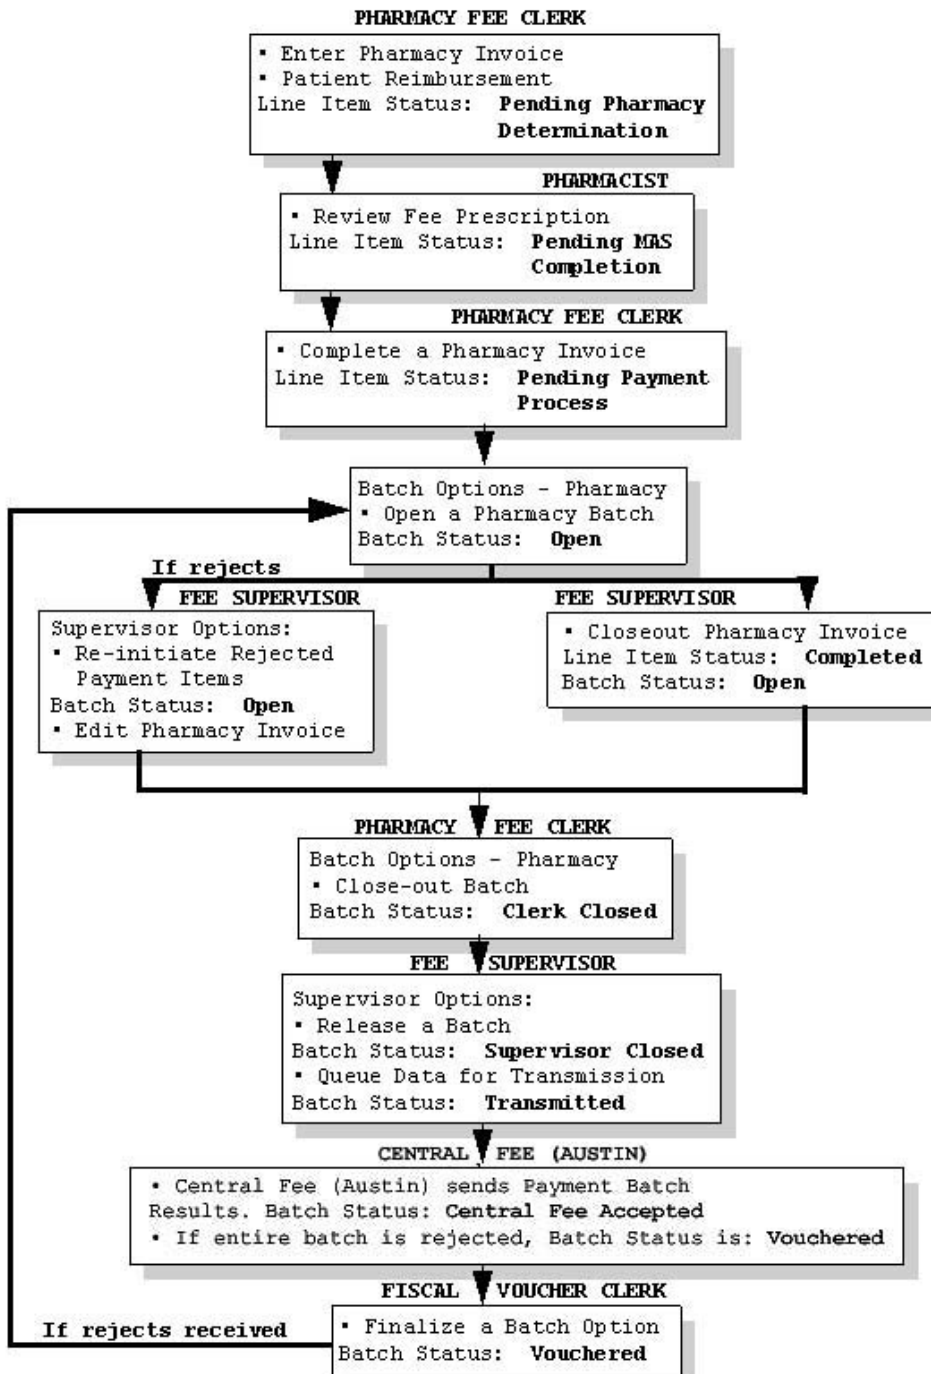 PHARMACY FEE CLERK
▪ Enter Pharmacy Invoice
▪ Patient Reimbursement
Line Item Status: Pending Pharmacy
Determination
PHARMACIST
▪ Review Fee Prescription
Line Item Status: Pending MAS
Completion
PHARMACY FEE CLERK
▪ Complete a Pharmacy Invoice
Line Item Status: Pending Payment
Process
Batch Options - Pharmacy
▪ Open a Pharmacy Batch
Batch Status: Open
If rejects
FEE SUPERVISOR
Supervisor Options:
▪ Re-initiate Rejected
Payment Items
Batch Status: Open
▪ Edit Pharmacy Invoice
FEE SUPERVISOR
▪ Closeout Pharmacy Invoice
Line Item Status: Completed
Batch Status: Open
PHARMACY FEE CLERK
Batch Options - Pharmacy
▪ Close-out Batch
Batch Status: Clerk Closed
FEE SUPERVISOR
Supervisor Options:
▪ Release a Batch
Batch Status: Supervisor Closed
▪ Queue Data for Transmission
Batch Status: Transmitted
CENTRAL FEE (AUSTIN)
▪ Central Fee (Austin) sends Payment Batch
Results. Batch Status: Central Fee Accepted
▪ If entire batch is rejected, Batch Status is: Vouchered
FISCAL VOUCHER CLERK
If rejects received
▪ Finalize a Batch Option
Batch Status: Vouchered